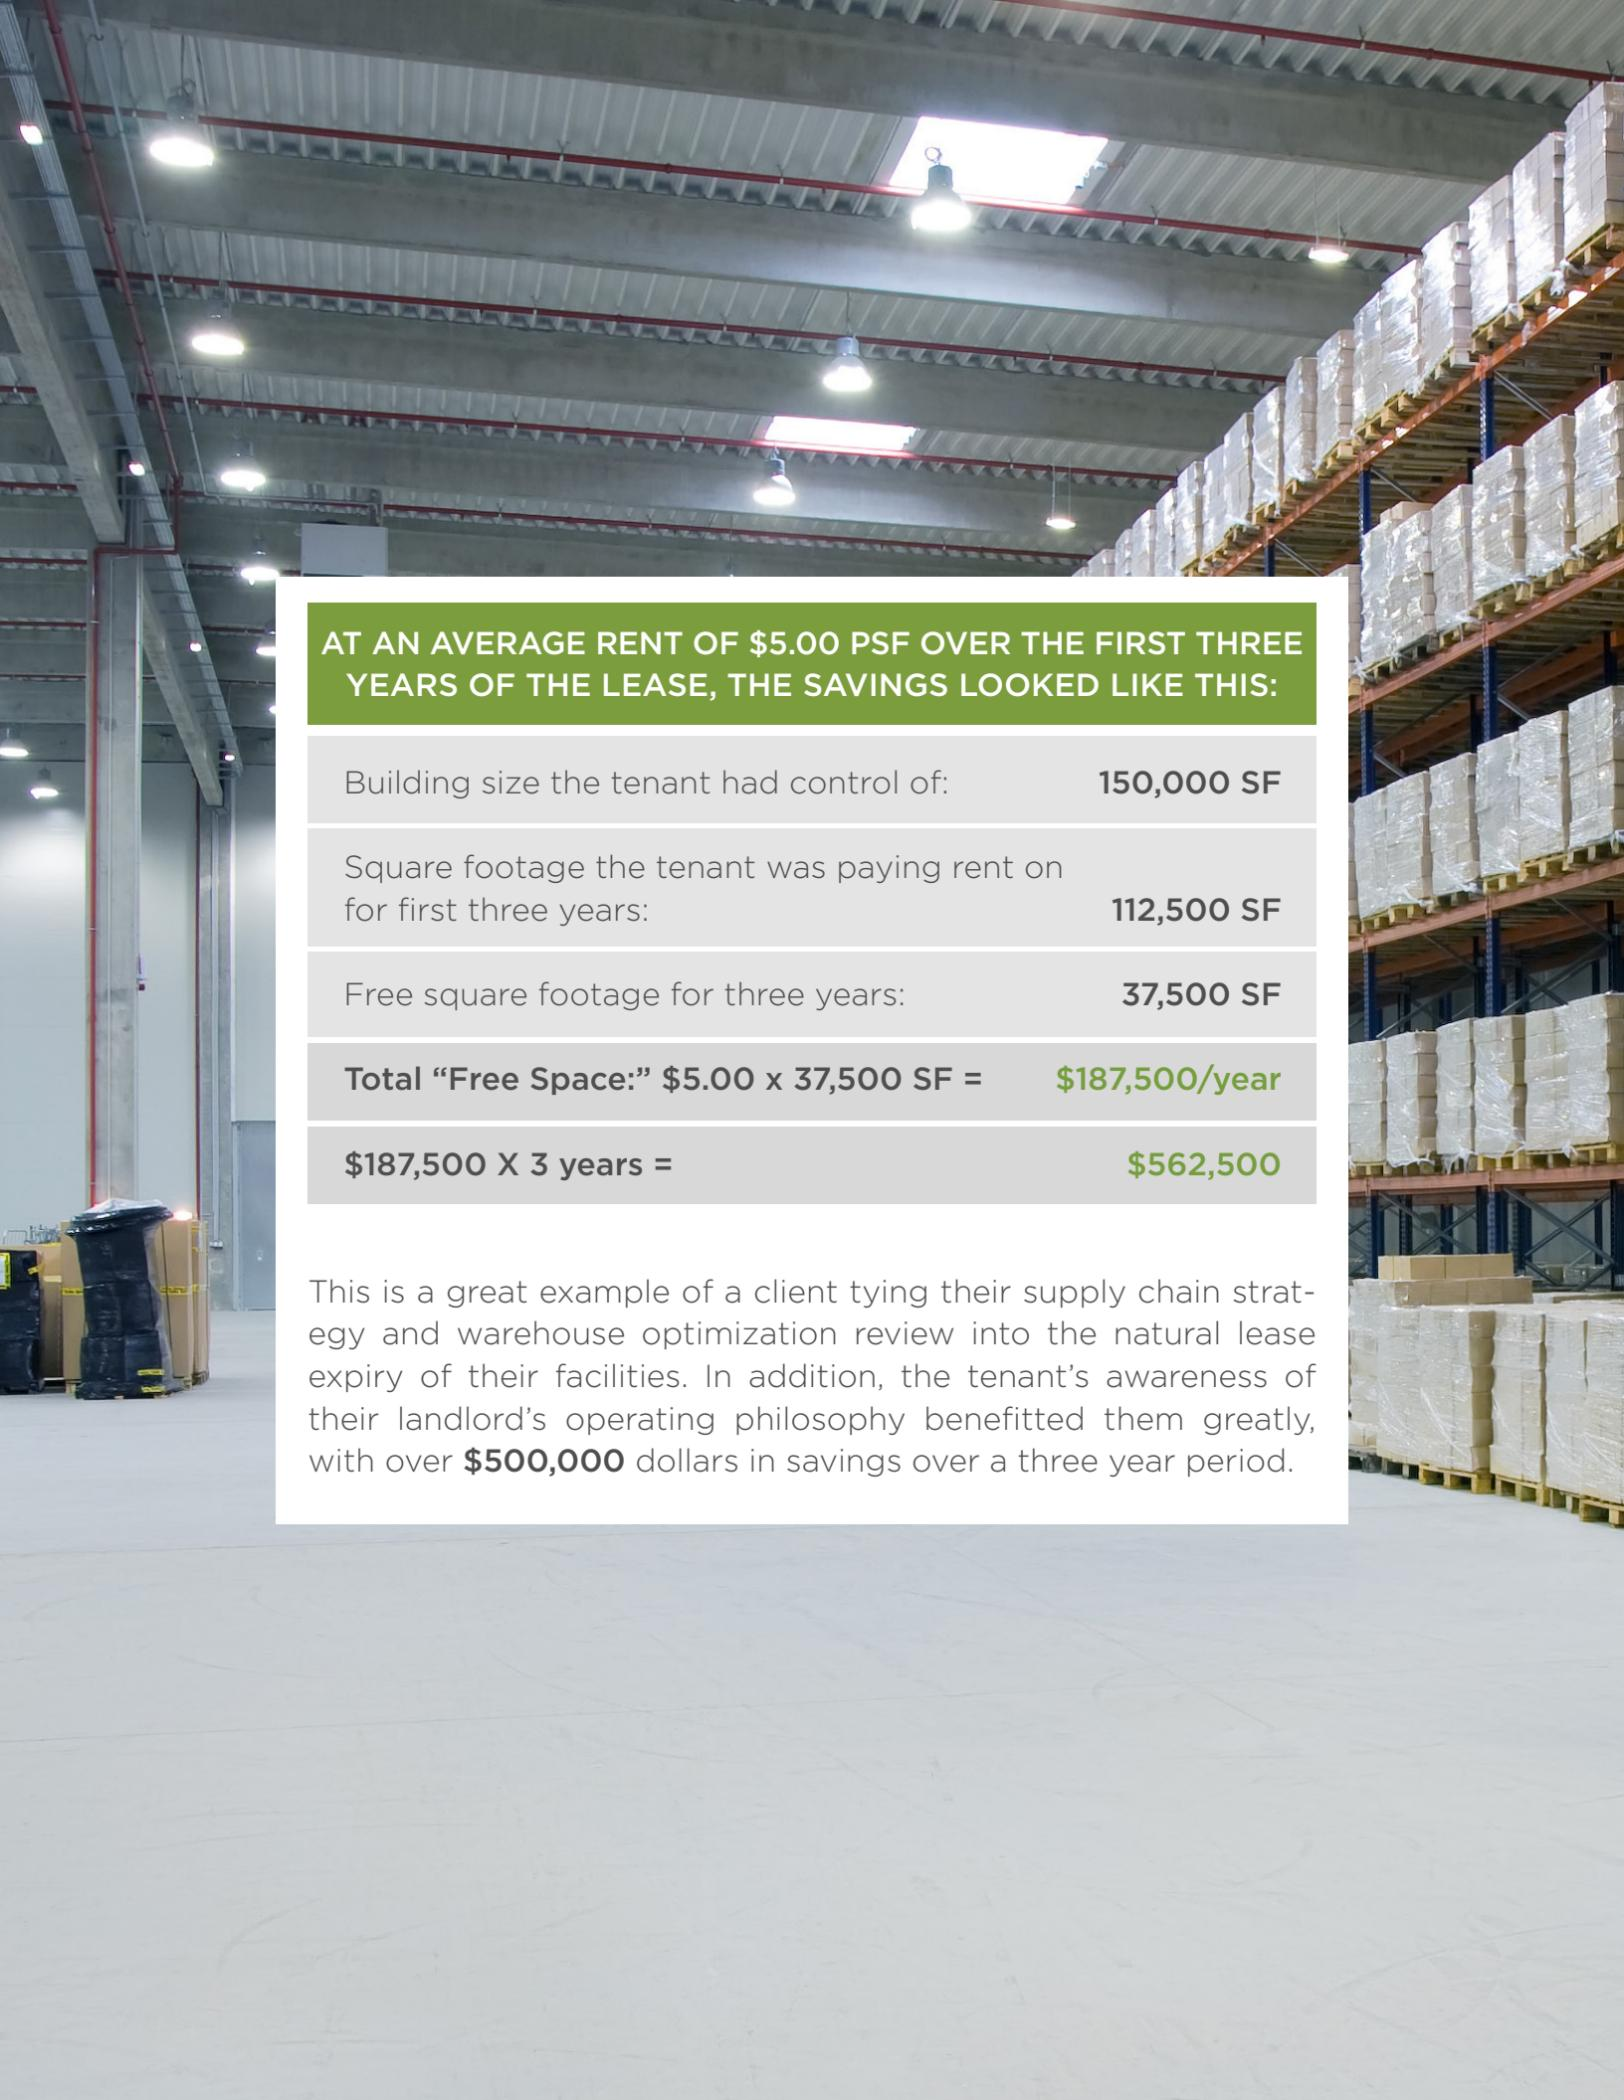 AT AN AVERAGE RENT OF $5.00 PSF OVER THE FIRST THREE
YEARS OF THE LEASE, THE SAVINGS LOOKED LIKE THIS:
Building size the tenant had control of: 150,000 SF
Square footage the tenant was paying rent on
for first three years: 112,500 SF
Free square footage for three years: 37,500 SF
Total “Free Space:” $5.00 x 37,500 SF = $187,500/year
$187,500 X 3 years = $562,500
This is a great example of a client tying their supply chain strat-
egy and warehouse optimization review into the natural lease
expiry of their facilities. In addition, the tenant’s awareness of
their landlord’s operating philosophy benefitted them greatly,
with over $500,000 dollars in savings over a three year period.